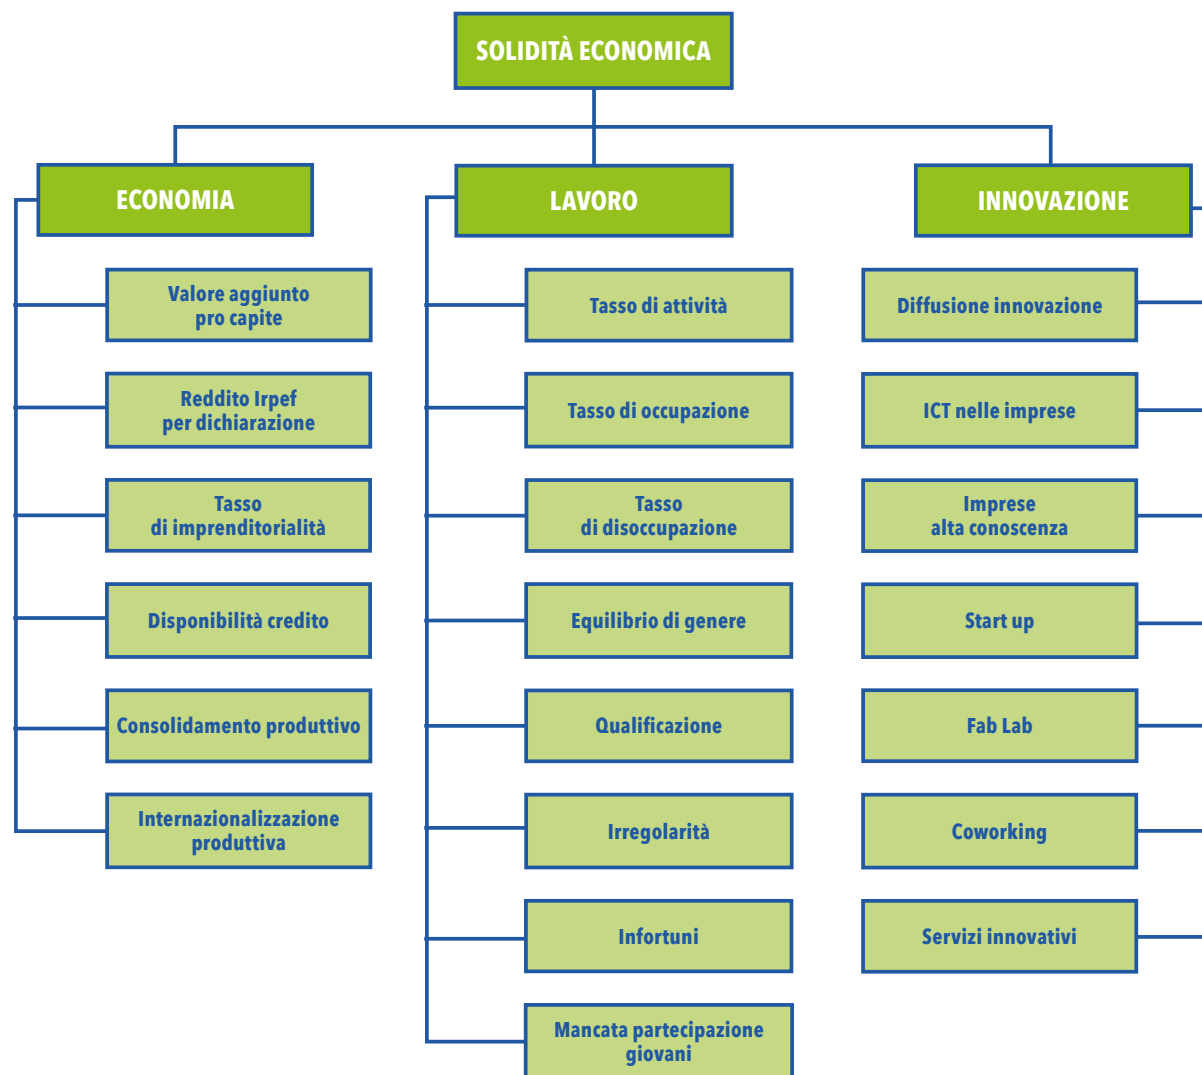 SOLIDITÀ ECONOMICA
ECONOMIA
Valore aggiunto
pro capite
Reddito Irpef
per dichiarazione
Tasso
di imprenditorialità
Disponibilità credito
Consolidamento produttivo
Internazionalizzazione
produttiva
LAVORO
Tasso di attività
Tasso di occupazione
Tasso
di disoccupazione
Equilibrio di genere
Qualificazione
Irregolarità
Infortuni
Mancata partecipazione
giovani
INNOVAZIONE
Diffusione innovazione
ICT nelle imprese
Imprese
alta conoscenza
Start up
Fab Lab
Coworking
Servizi innovativi